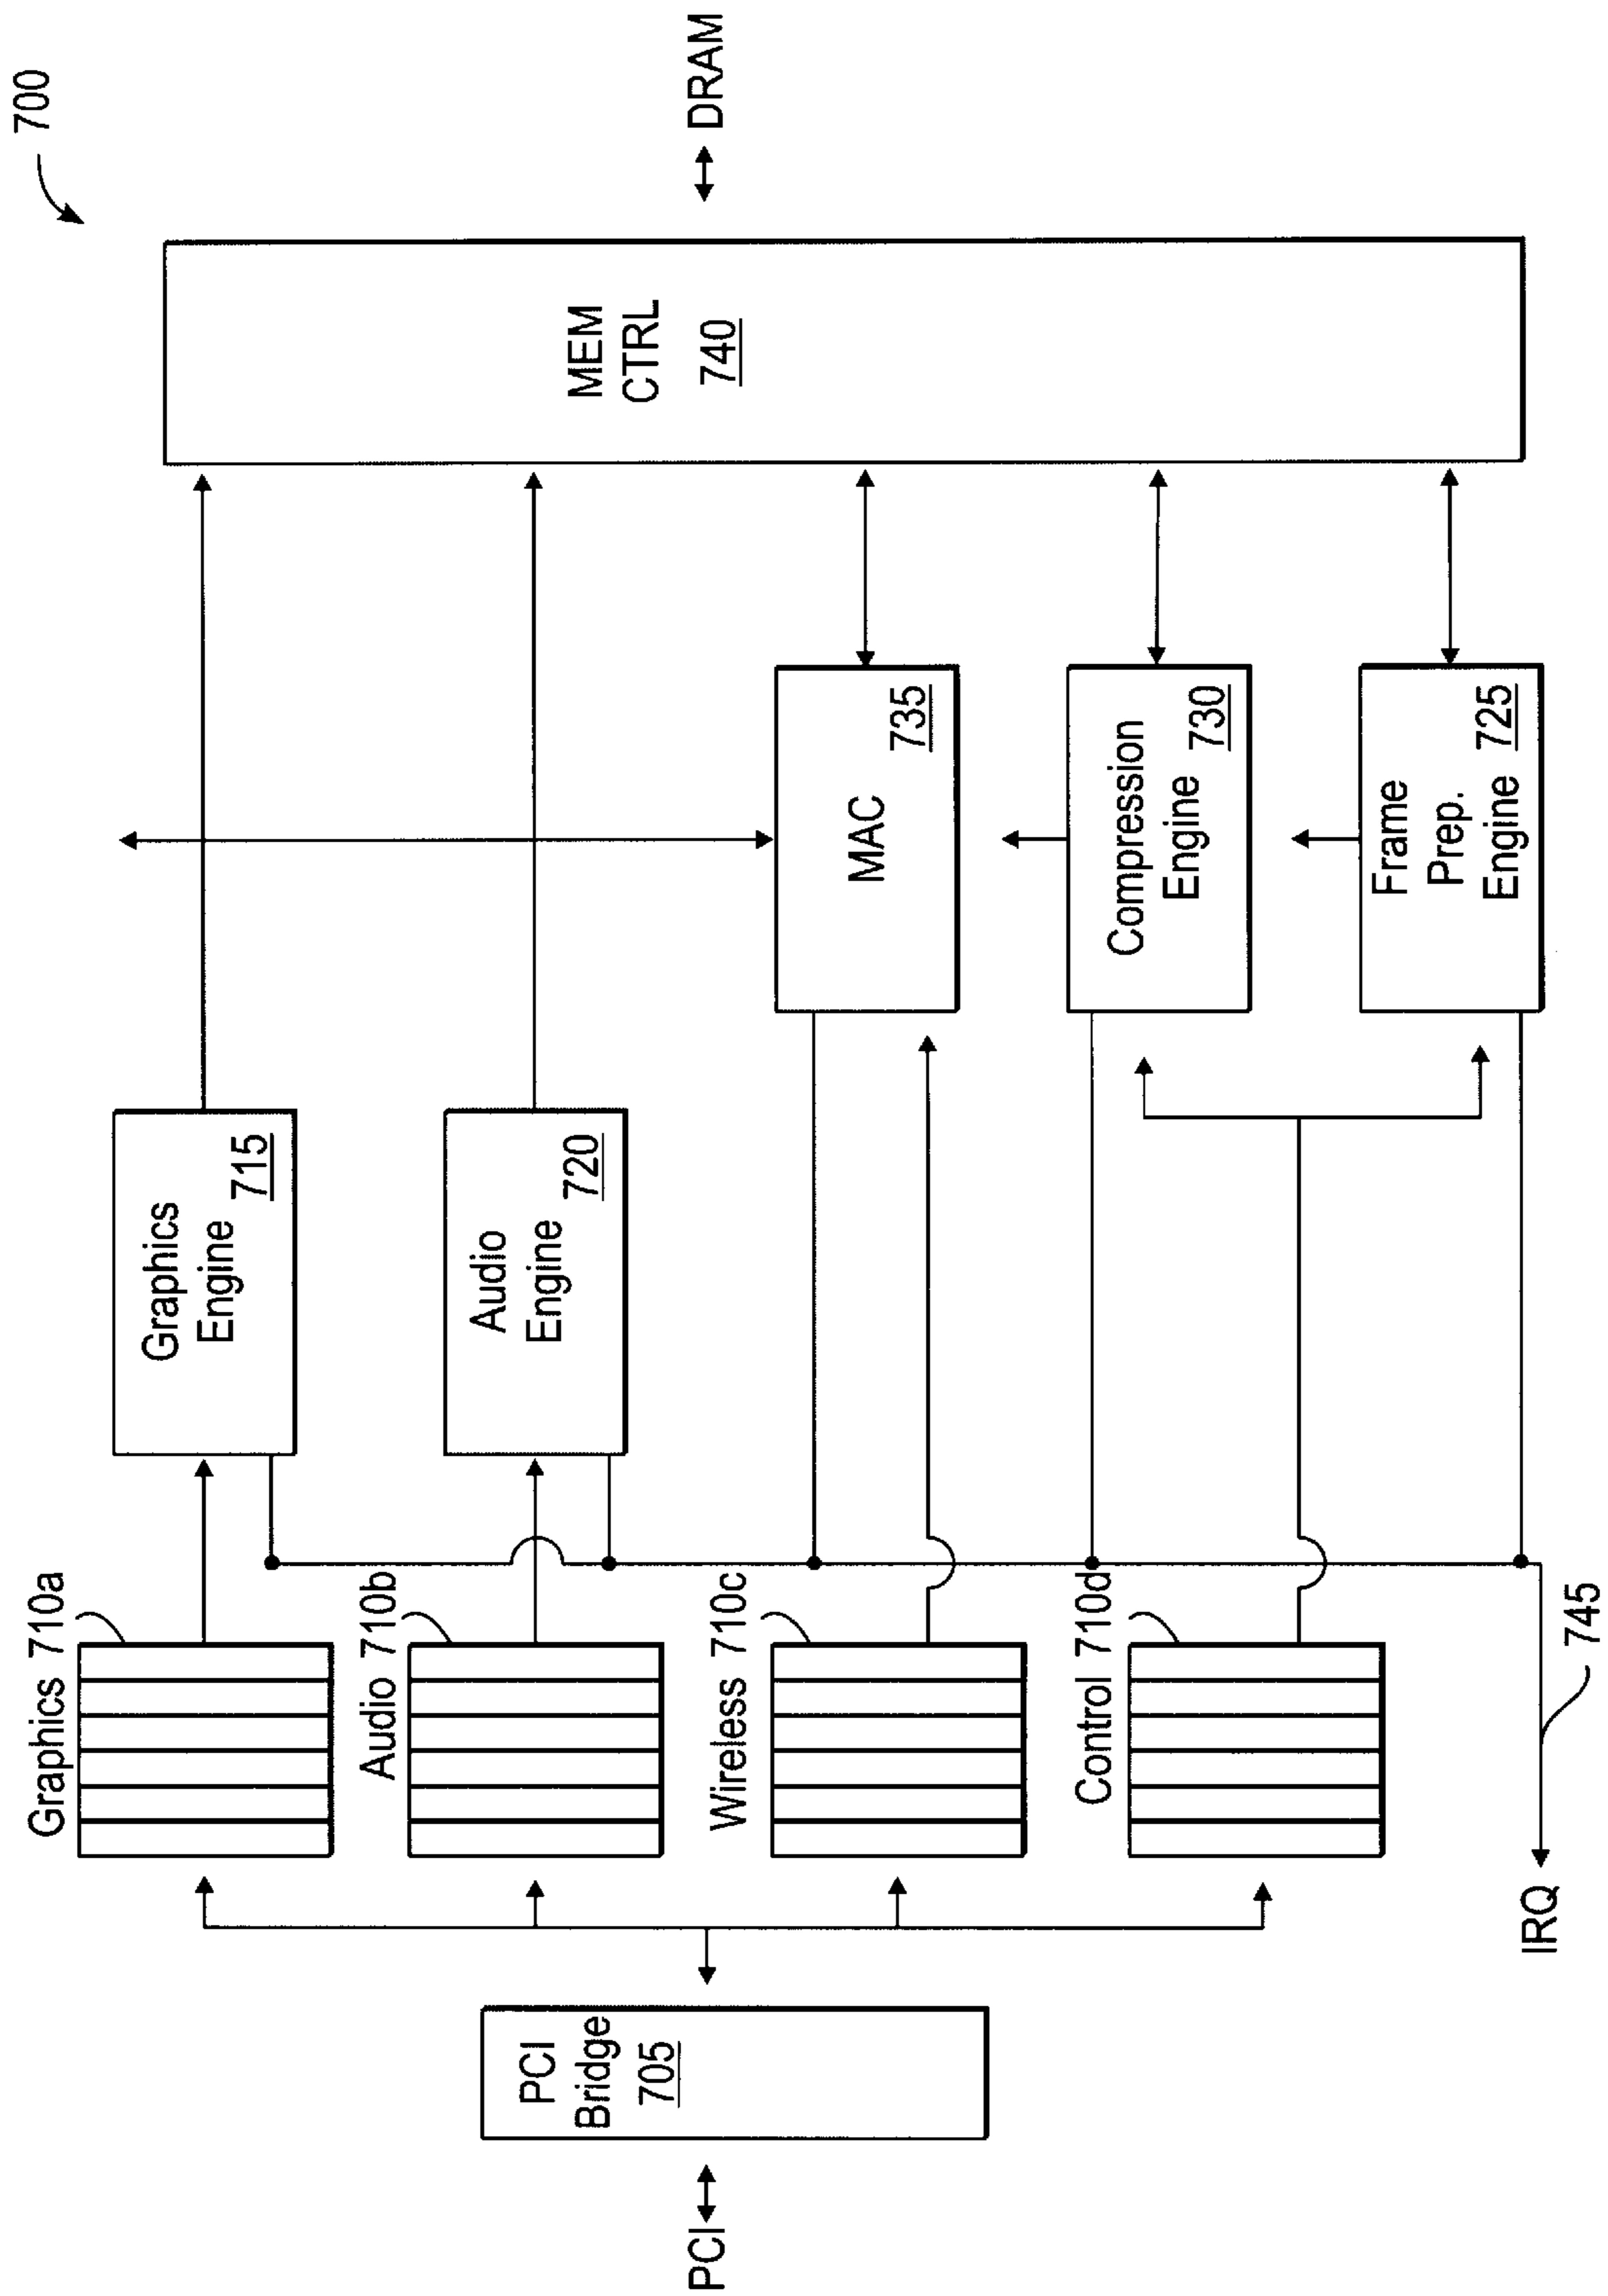 700
PCI
PCI
Bridge
705
Graphics 710a
Audio 710b
Wireless 710c
Control 710d
IRQ
745
Graphics
Engine 715
Audio
Engine 720
MAC
735
Compression
Engine 730
Frame
Prep.
Engine 725
MEM
CTRL
740
DRAM